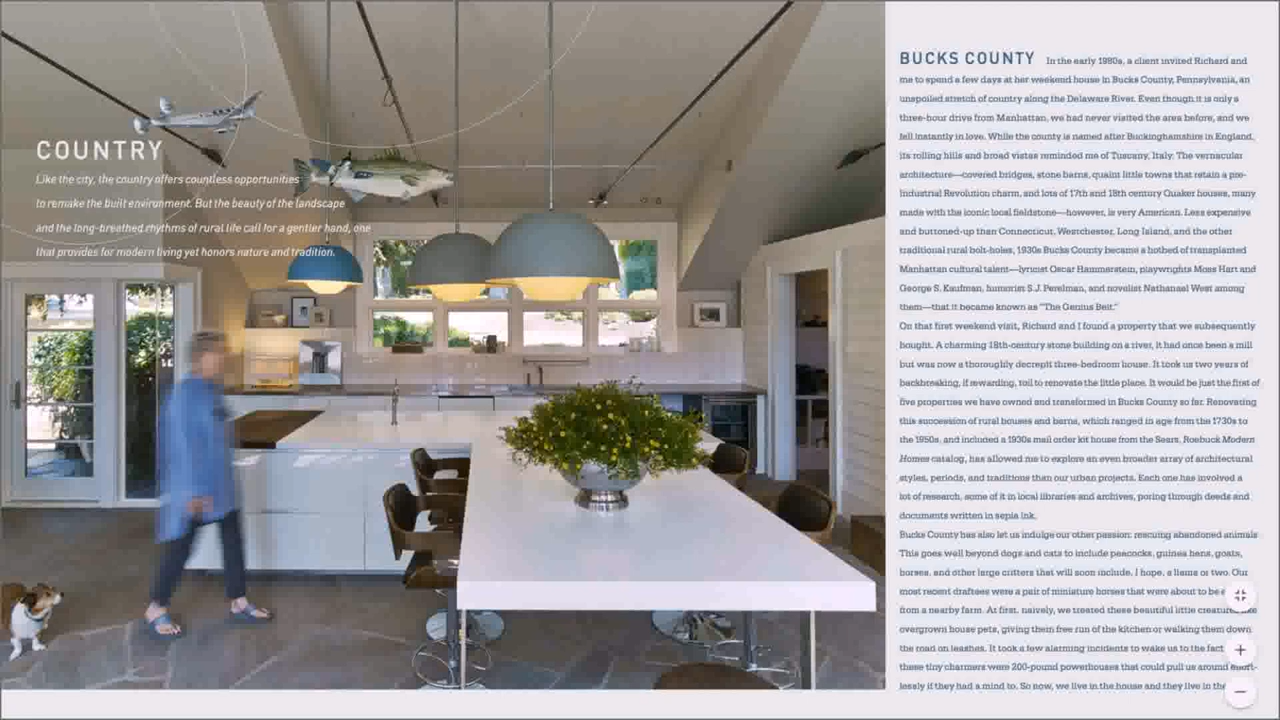 COUNTRY
Like the city, the country offers countless opportunities
to remake the built environment. But the beauty of the landscape
and the long-breathed rhythms of rural life call for a gentler hand, one
that provides for modern living yet honors nature and tradition.
BUCKS COUNTY In the early 1980s, a client invited Richard and
me to spend a few days at her weekend house in Bucks County, Pennsylvania, an
unspoiled stretch of country along the Delaware River. Even though it is only a
three-hour drive from Manhattan, we had never visited the area before, and we
fell instantly in love. While the county is named after Buckinghamshire in England,
its rolling hills and broad vistas reminded me of Tuscany, Italy. The vernacular
architecture—covered bridges, stone barns, quaint little towns that retain a pre-
Industrial Revolution charm, and lots of 17th and 18th century Quaker houses, many
made with the iconic local fieldstone—however, is very American. Less expensive
and buttoned-up than Connecticut, Westchester, Long Island, and the other
traditional rural bolt-holes, 1930s Bucks County became a hotbed of transplanted
Manhattan cultural talent—lyricist Oscar Hammerstein, playwrights Moss Hart and
George S. Kaufman, humorist S.J. Perelman, and novelist Nathanael West among
them—that it became known as "The Genius Belt."
On that first weekend visit, Richard and I found a property that we subsequently
bought. A charming 18th-century stone building on a river, it had once been a mill
but was now a thoroughly decrepit three-bedroom house. It took us two years of
backbreaking, if rewarding, toil to renovate the little place. It would be just the first of
five properties we have owned and transformed in Bucks County so far. Renovating
this succession of rural houses and barns, which ranged in age from the 1730s to
the 1950s, and included a 1930s mail order kit house from the Sears, Roebuck Modern
Homes catalog, has allowed me to explore an even broader array of architectural
styles, periods, and traditions than our urban projects. Each one has involved a
lot of research, some of it in local libraries and archives, poring through deeds and
documents written in sepia ink.
Bucks County has also let us indulge our other passion: rescuing abandoned animals
This goes well beyond dogs and cats to include peacocks, guinea hens, goats,
horses, and other large critters that will soon include, I hope, a llama or two. Our
most recent draftees were a pair of miniature horses that were about to be
from a nearby farm. At first, naively, we treated these beautiful little creatures like
overgrown house pets, giving them free run of the kitchen or walking them down
the road on leashes. It took a few alarming incidents to wake us to the fact
these tiny charmers were 200-pound powerhouses that could pull us around effort-
lessly if they had a mind to. So now, we live in the house and they live in the